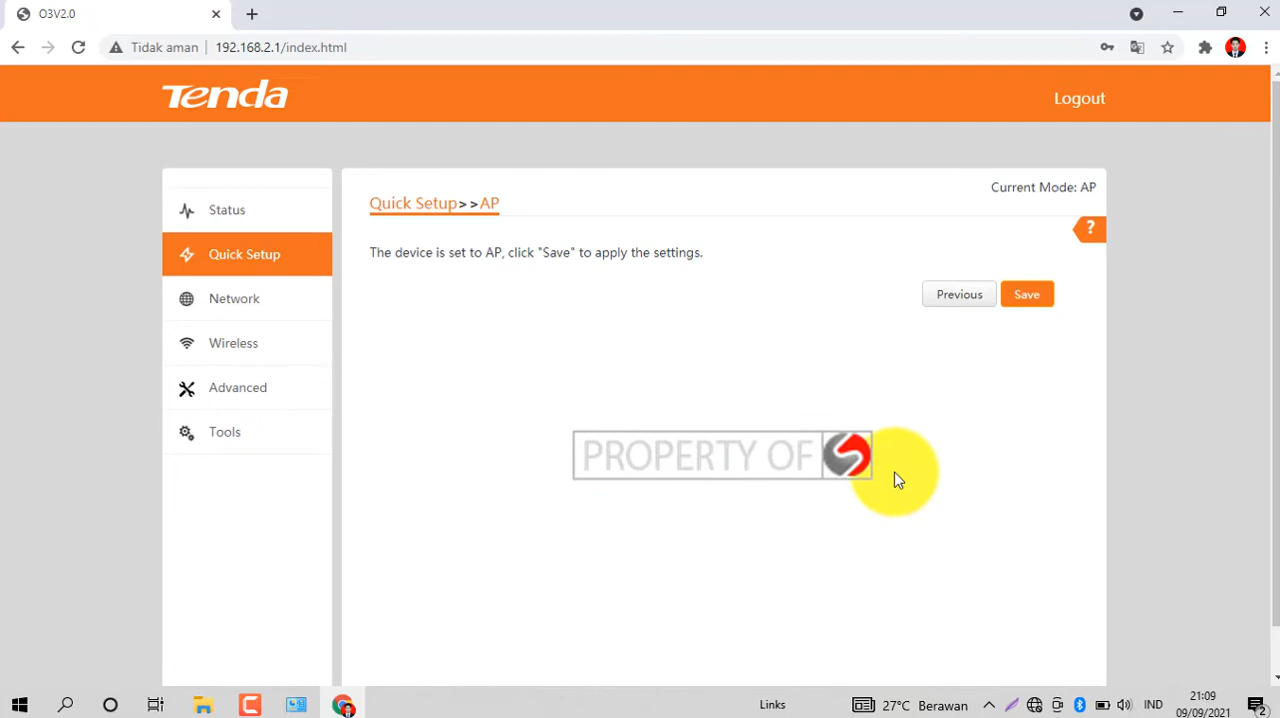 O3V2.0
Tidak aman
192.168.2.1/index.html
Tenda
Logout
Current Mode: AP
Status
Quick Setup
Network
Wireless
Advanced
Tools
Quick Setup>>AP
?
The device is set to AP, click "Save" to apply the settings.
Previous
Save
PROPERTY OF S
Links
27°C Berawan
IND
21:09
09/09/2021
2